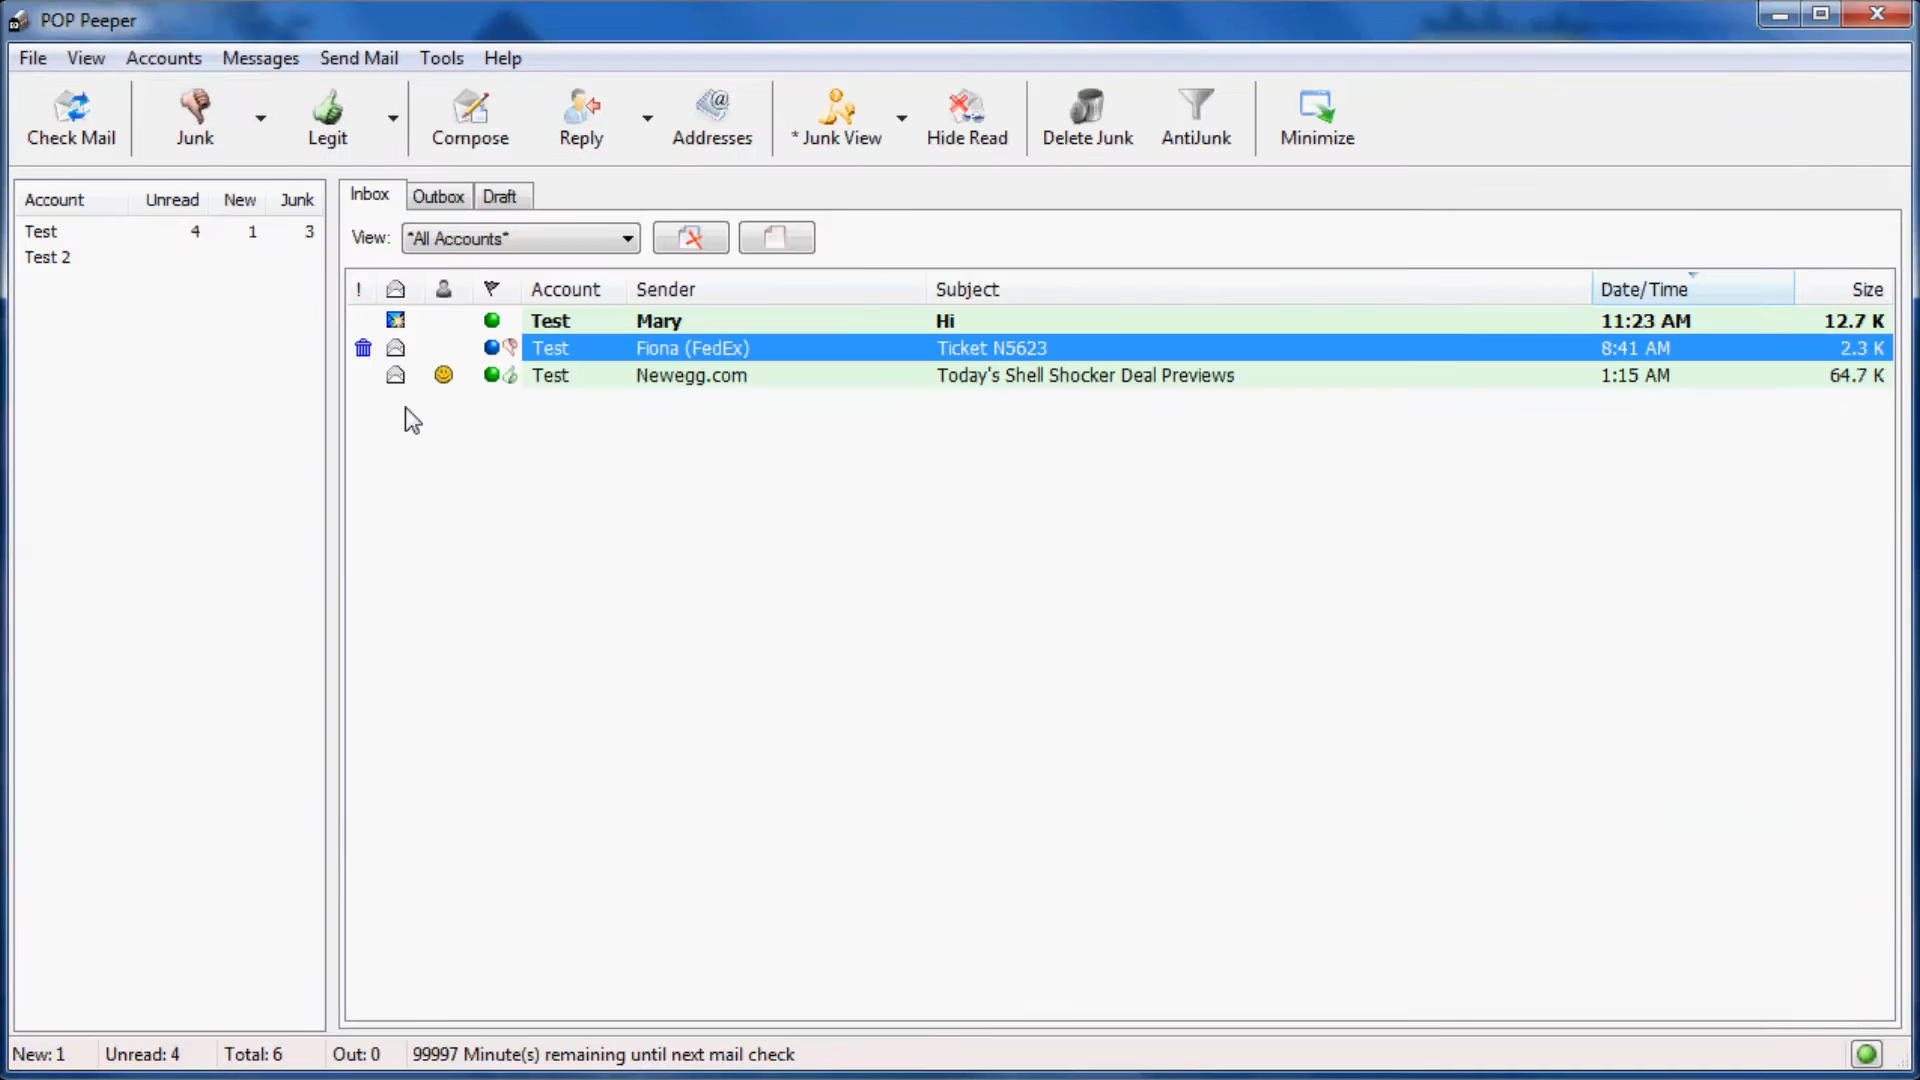 POP Peeper
File View Accounts Messages Send Mail Tools Help
Check Mail Junk Legit Compose Reply Addresses * Junk View Hide Read Delete Junk AntiJunk Minimize
Account Unread New Junk
Test 4 1 3
Test 2
Inbox Outbox Draft
View: *All Accounts*
! Account Sender Subject Date/Time Size
Test Mary Hi 11:23 AM 12.7 K
Test Fiona (FedEx) Ticket N5623 8:41 AM 2.3 K
Test Newegg.com Today's Shell Shocker Deal Previews 1:15 AM 64.7 K
New: 1 Unread: 4 Total: 6 Out: 0 99997 Minute(s) remaining until next mail check